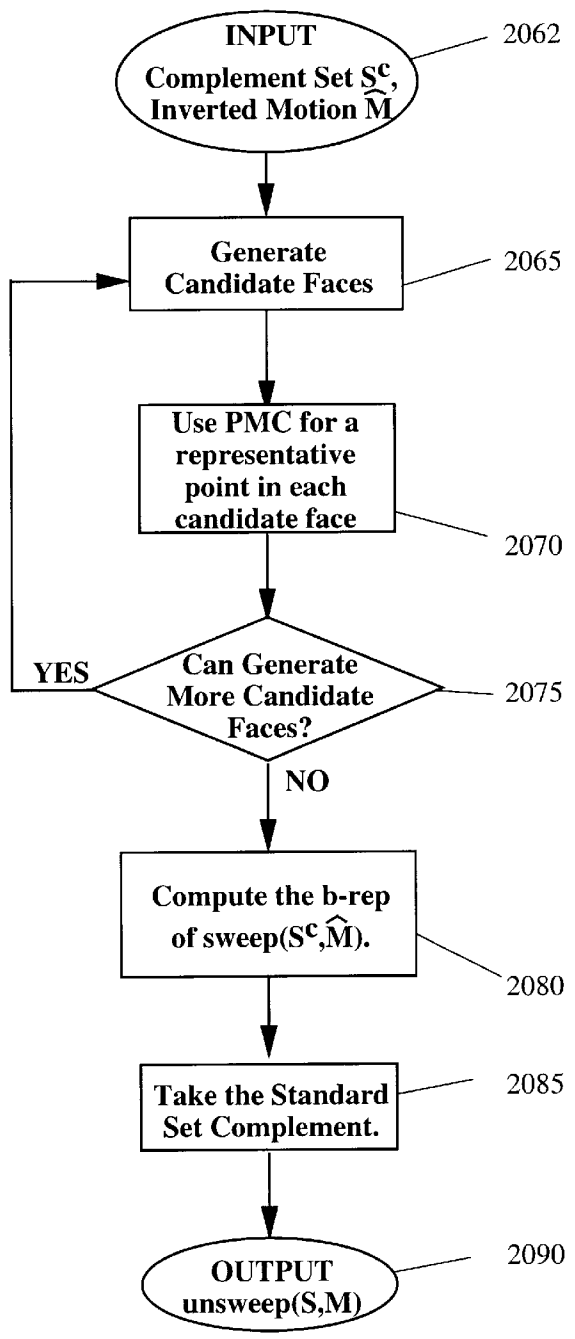 INPUT
2062
Complement Set Sᶜ,
Inverted Motion M̂
Generate
Candidate Faces
2065
Use PMC for a
representative
point in each
candidate face
2070
Can Generate
More Candidate
Faces?
2075
YES
NO
Compute the b-rep
of sweep(Sᶜ,M̂).
2080
Take the Standard
Set Complement.
2085
OUTPUT
unsweep(S,M)
2090